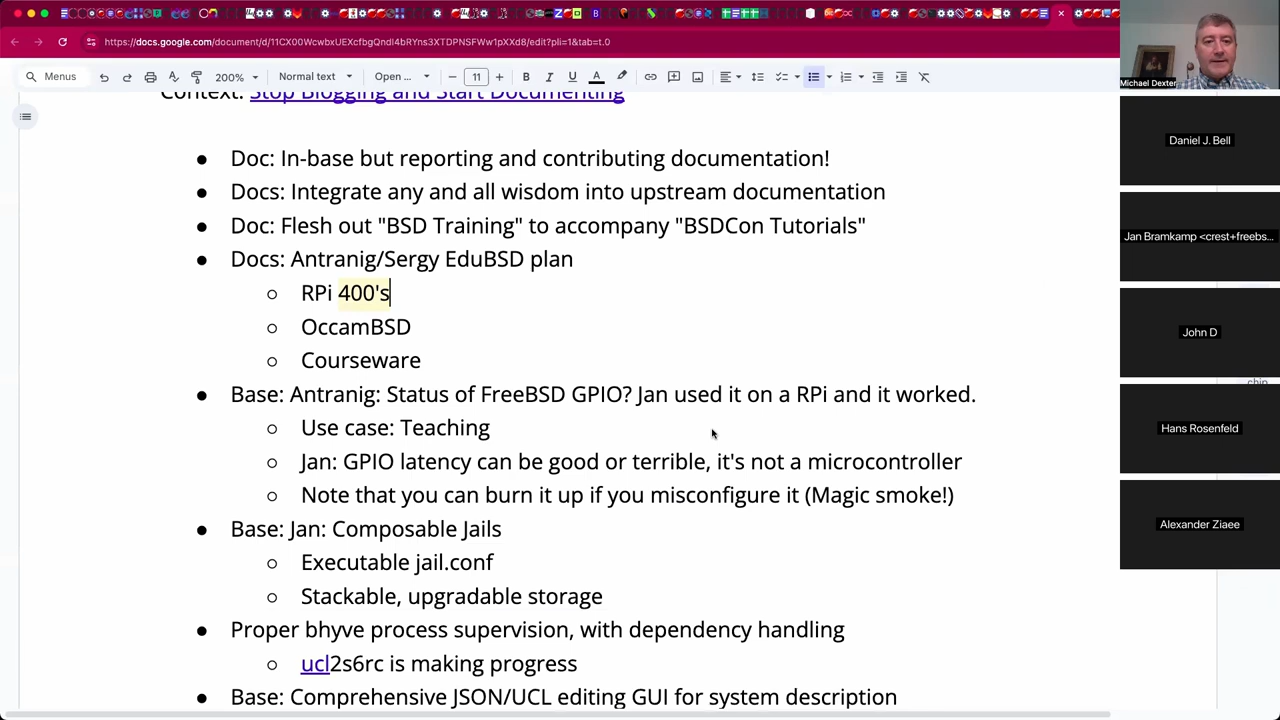 https://docs.google.com/document/d/11CX00WcwbxUEXcfbgQndI4bRYns3XTDPNSFWw1pXXd8/edit?pli=1&tab=t.0
Menus
200%
Normal text
Open ...
11
Context: Stop Blogging and Start Documenting
● Doc: In-base but reporting and contributing documentation!
● Docs: Integrate any and all wisdom into upstream documentation
● Doc: Flesh out "BSD Training" to accompany "BSDCon Tutorials"
● Docs: Antranig/Sergy EduBSD plan
○ RPi 400's
○ OccamBSD
○ Courseware
● Base: Antranig: Status of FreeBSD GPIO? Jan used it on a RPi and it worked.
○ Use case: Teaching
○ Jan: GPIO latency can be good or terrible, it's not a microcontroller
○ Note that you can burn it up if you misconfigure it (Magic smoke!)
● Base: Jan: Composable Jails
○ Executable jail.conf
○ Stackable, upgradable storage
● Proper bhyve process supervision, with dependency handling
○ ucl2s6rc is making progress
● Base: Comprehensive JSON/UCL editing GUI for system description
Michael Dexter
Daniel J. Bell
Jan Bramkamp <crest+freebs...
John D
chip
Hans Rosenfeld
Alexander Ziaee